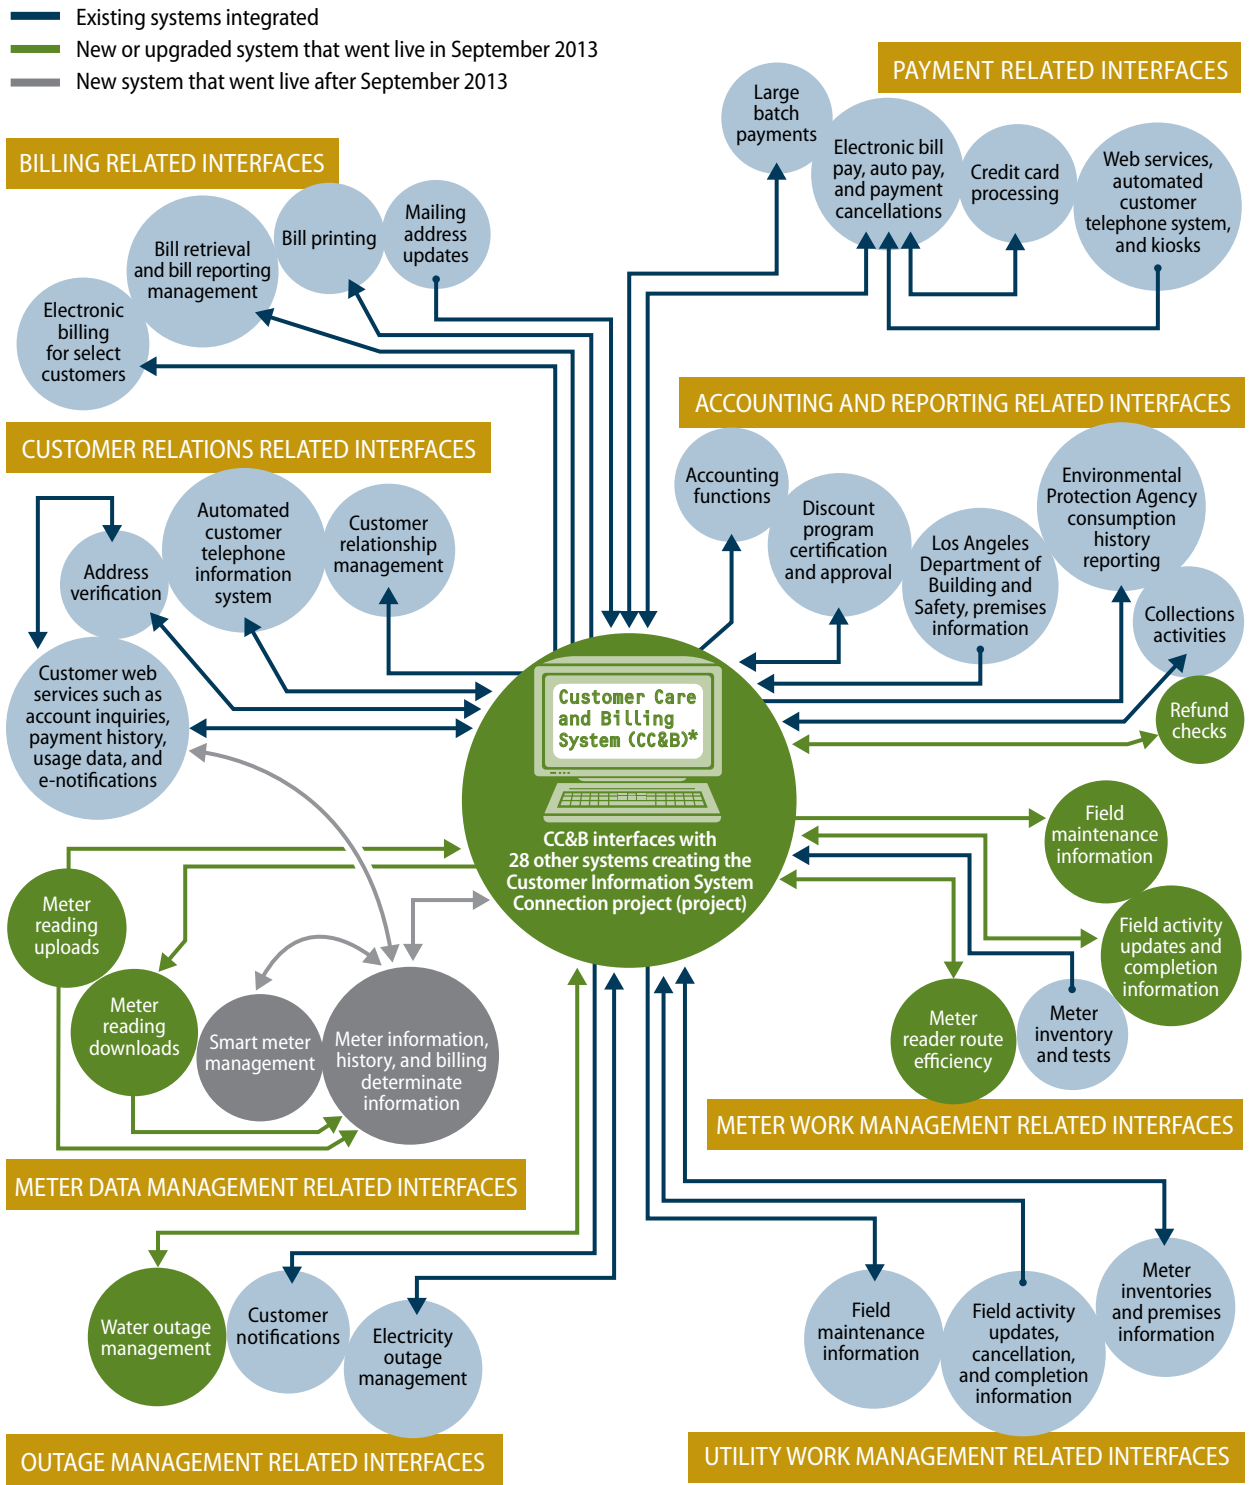 Existing systems integrated
New or upgraded system that went live in September 2013
New system that went live after September 2013
PAYMENT RELATED INTERFACES
Large
batch
payments
Electronic bill
pay, auto pay,
and payment
cancellations
Credit card
processing
Web services,
automated
customer
telephone system,
and kiosks
BILLING RELATED INTERFACES
Mailing
address
updates
Bill printing
Bill retrieval
and bill reporting
management
Electronic
billing
for select
customers
ACCOUNTING AND REPORTING RELATED INTERFACES
Accounting
functions
Discount
program
certification
and approval
Los Angeles
Department of
Building and
Safety, premises
information
Environmental
Protection Agency
consumption
history
reporting
Collections
activities
Refund
checks
CUSTOMER RELATIONS RELATED INTERFACES
Address
verification
Automated
customer
telephone
information
system
Customer
relationship
management
Customer web
services such as
account inquiries,
payment history,
usage data, and
e-notifications
Customer Care
and Billing
System (CC&B)*
CC&B interfaces with
28 other systems creating the
Customer Information System
Connection project (project)
Field
maintenance
information
Field activity
updates and
completion
information
Meter
inventory
and tests
Meter
reader route
efficiency
METER WORK MANAGEMENT RELATED INTERFACES
Meter
reading
uploads
Meter
reading
downloads
Smart meter
management
Meter information,
history, and billing
determinate
information
METER DATA MANAGEMENT RELATED INTERFACES
Water outage
management
Customer
notifications
Electricity
outage
management
OUTAGE MANAGEMENT RELATED INTERFACES
Field
maintenance
information
Field activity
updates,
cancellation,
and completion
information
Meter
inventories
and premises
information
UTILITY WORK MANAGEMENT RELATED INTERFACES